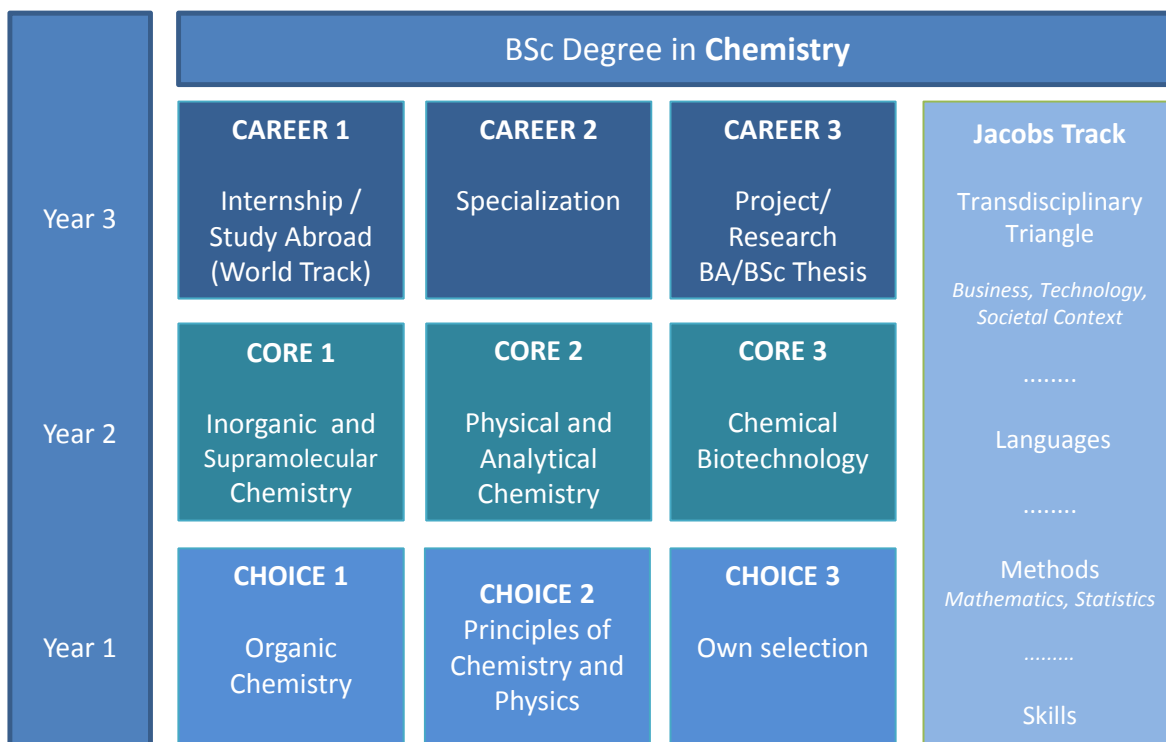 BSc Degree in Chemistry
Year 3
CAREER 1
Internship /
Study Abroad
(World Track)
CAREER 2
Specialization
CAREER 3
Project/
Research
BA/BSc Thesis
Year 2
CORE 1
Inorganic and
Supramolecular
Chemistry
CORE 2
Physical and
Analytical
Chemistry
CORE 3
Chemical
Biotechnology
Year 1
CHOICE 1
Organic
Chemistry
CHOICE 2
Principles of
Chemistry and
Physics
CHOICE 3
Own selection
Jacobs Track
Transdisciplinary
Triangle
Business, Technology,
Societal Context
........
Languages
........
Methods
Mathematics, Statistics
.........
Skills